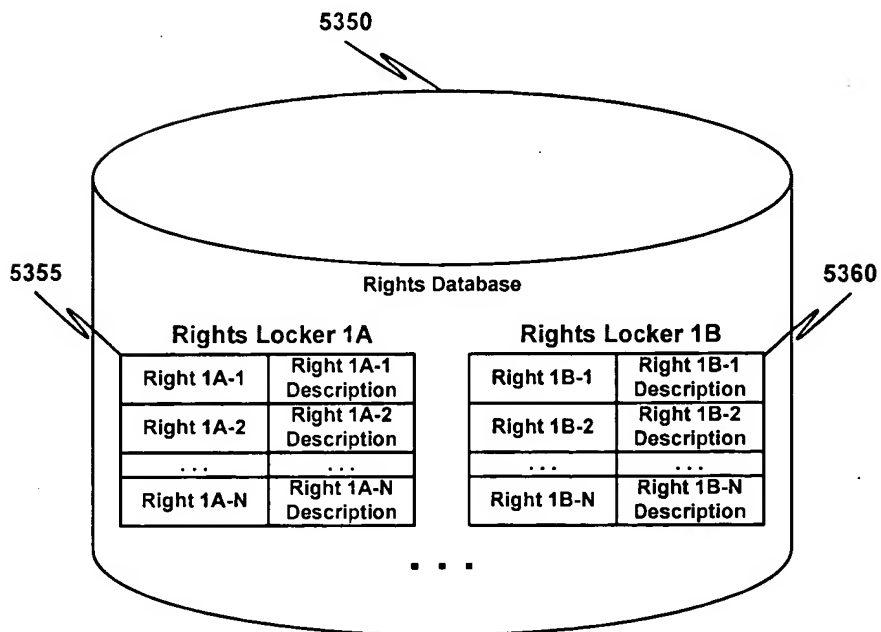 5350
5355
5360
Rights Database
Rights Locker 1A
Right 1A-1
Right 1A-1
Description
Right 1A-2
Right 1A-2
Description
. . .
. . .
Right 1A-N
Right 1A-N
Description
Rights Locker 1B
Right 1B-1
Right 1B-1
Description
Right 1B-2
Right 1B-2
Description
. . .
. . .
Right 1B-N
Right 1B-N
Description
. . .